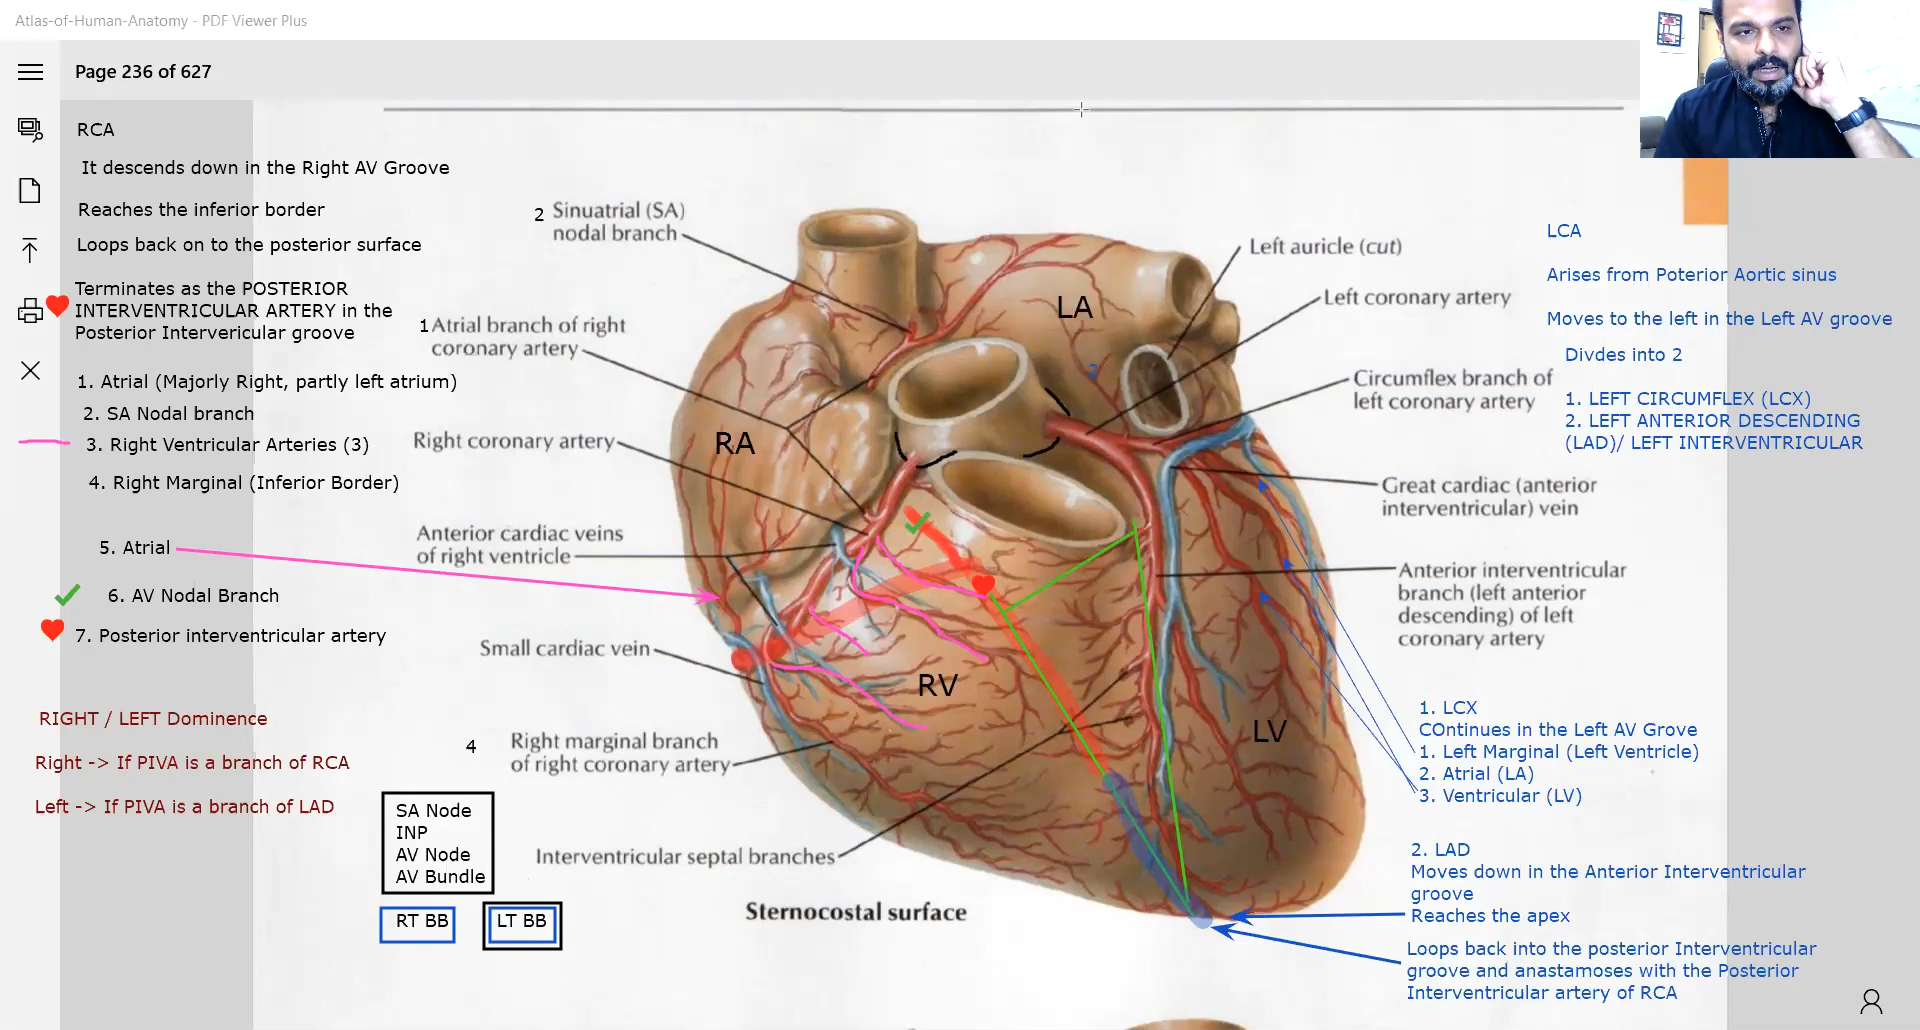 Atlas-of-Human-Anatomy - PDF Viewer Plus
Page 236 of 627
RCA
It descends down in the Right AV Groove
Reaches the inferior border
Loops back on to the posterior surface
Terminates as the POSTERIOR
INTERVENTRICULAR ARTERY in the
Posterior Intervericular groove
1. Atrial (Majorly Right, partly left atrium)
2. SA Nodal branch
3. Right Ventricular Arteries (3)
4. Right Marginal (Inferior Border)
5. Atrial
6. AV Nodal Branch
7. Posterior interventricular artery
RIGHT / LEFT Dominence
Right -> If PIVA is a branch of RCA
Left -> If PIVA is a branch of LAD
2 Sinuatrial (SA)
nodal branch
1 Atrial branch of right
coronary artery
Right coronary artery
Anterior cardiac veins
of right ventricle
Small cardiac vein
4 Right marginal branch
of right coronary artery
SA Node
INP
AV Node
AV Bundle
RT BB
LT BB
Interventricular septal branches
Sternocostal surface
LA
RA
RV
LV
2
Left auricle (cut)
Left coronary artery
Circumflex branch of
left coronary artery
Great cardiac (anterior
interventricular) vein
Anterior interventricular
branch (left anterior
descending) of left
coronary artery
LCA
Arises from Poterior Aortic sinus
Moves to the left in the Left AV groove
Divdes into 2
1. LEFT CIRCUMFLEX (LCX)
2. LEFT ANTERIOR DESCENDING
(LAD)/ LEFT INTERVENTRICULAR
1. LCX
COntinues in the Left AV Grove
1. Left Marginal (Left Ventricle)
2. Atrial (LA)
3. Ventricular (LV)
2. LAD
Moves down in the Anterior Interventricular
groove
Reaches the apex
Loops back into the posterior Interventricular
groove and anastamoses with the Posterior
Interventricular artery of RCA